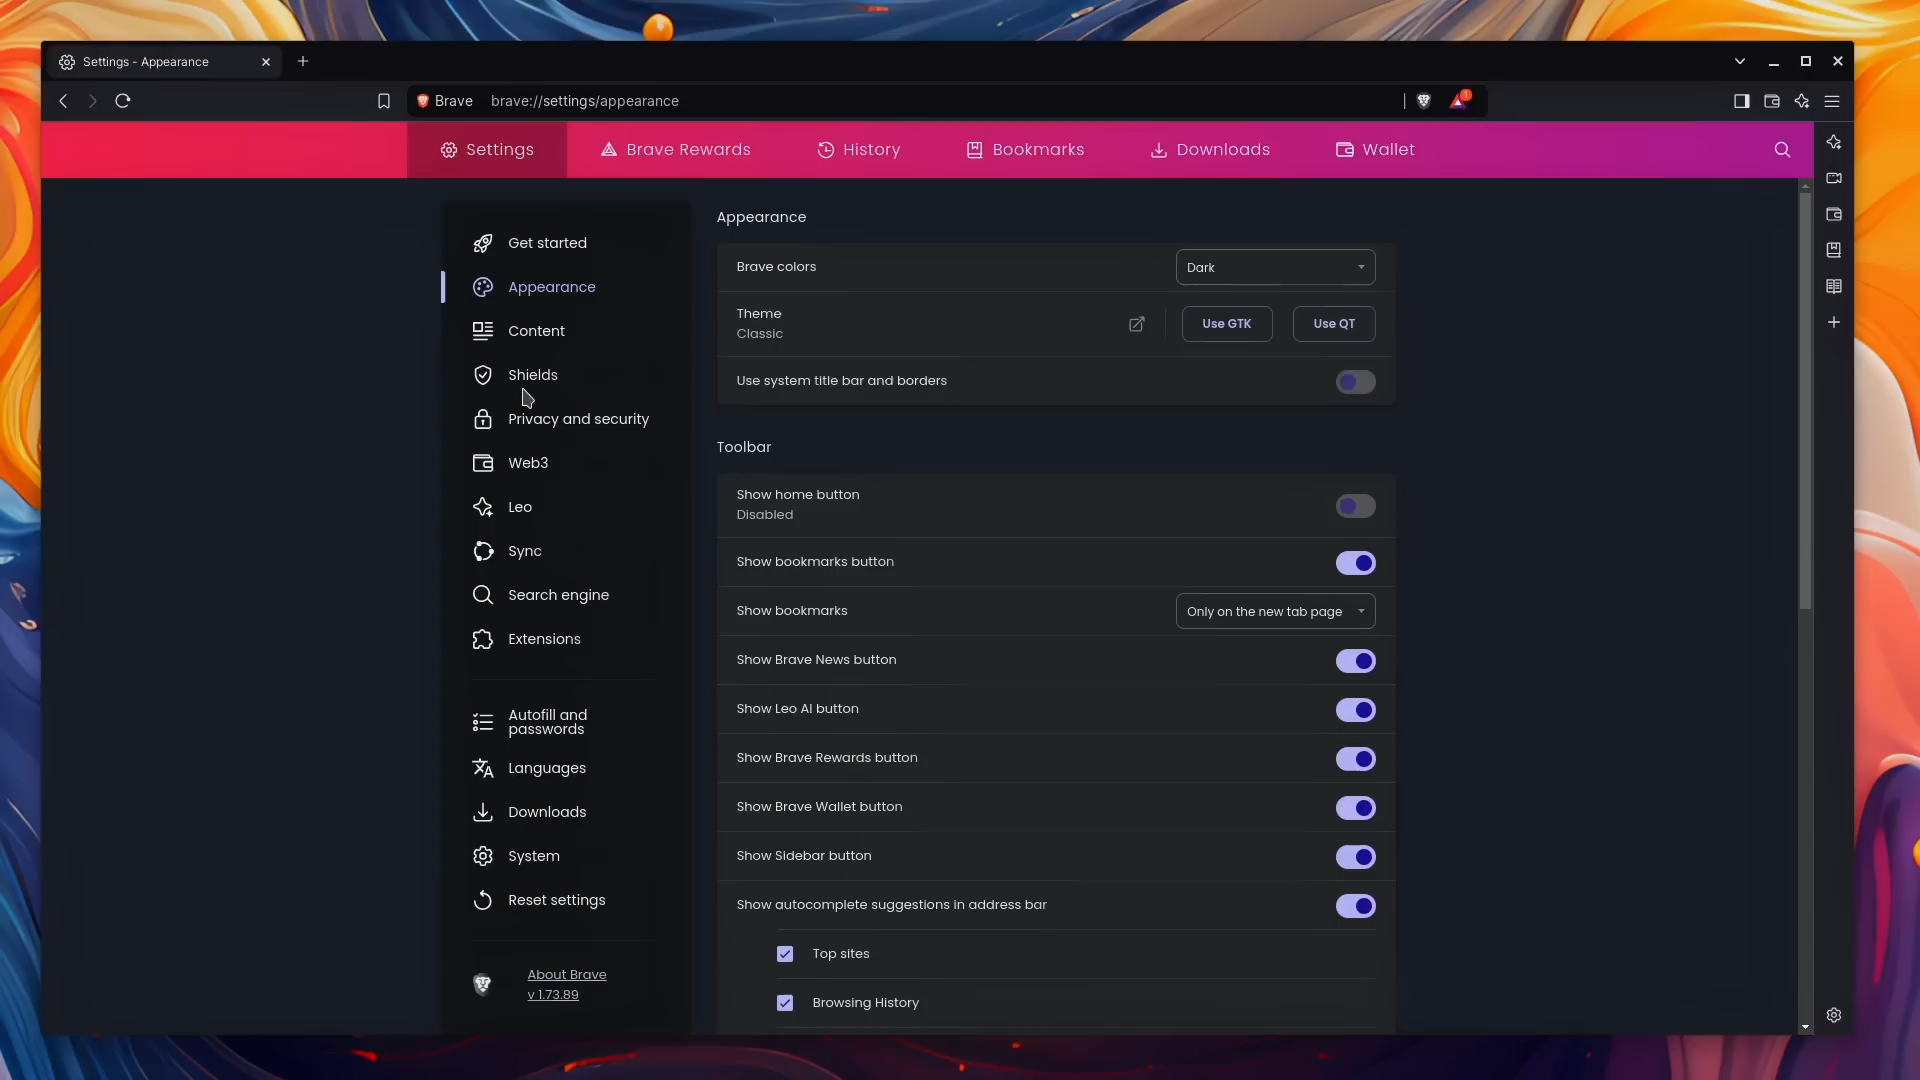 Settings - Appearance
Brave brave://settings/appearance 1
Settings Brave Rewards History Bookmarks Downloads Wallet
Get started
Appearance
Content
Shields
Privacy and security
Web3
Leo
Sync
Search engine
Extensions
Autofill and
passwords
Languages
Downloads
System
Reset settings
About Brave
v 1.73.89
Appearance
Brave colors Dark
Theme
Classic
Use GTK Use QT
Use system title bar and borders
Toolbar
Show home button
Disabled
Show bookmarks button
Show bookmarks Only on the new tab page
Show Brave News button
Show Leo AI button
Show Brave Rewards button
Show Brave Wallet button
Show Sidebar button
Show autocomplete suggestions in address bar
Top sites
Browsing History